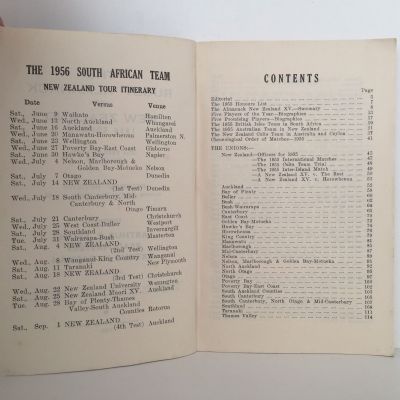 THE 1956 SOUTH AFRICAN TEAM
NEW ZEALAND TOUR ITINERARY
Date Versus Venue
Sat., June 9 Waikato Hamilton
Wed., June 13 North Auckland Whangarei
Sat., June 16 Auckland Auckland
Wed., June 20 Manawatu-Horowhenua Palmerston N.
Sat., June 23 Wellington Wellington
Wed., June 27 Poverty Bay-East Coast Gisborne
Sat., June 30 Hawke's Bay Napier
Wed., July 4 Nelson, Marlborough &
Golden Bay-Motueka Nelson
Sat., July 7 Otago Dunedin
Sat., July 14 NEW ZEALAND
(1st Test) Dunedin
Wed., July 18 South Canterbury, Mid-
Canterbury & North
Otago Timaru
Sat., July 21 Canterbury Christchurch
Wed., July 25 West Coast-Buller Westport
Sat., July 28 Southland Invercargill
Tue., July 31 Wairarapa-Bush Masterton
Sat., Aug. 4 NEW ZEALAND
(2nd Test) Wellington
Wed., Aug. 8 Wanganui-King Country Wanganui
Sat., Aug. 11 Taranaki New Plymouth
Sat., Aug. 18 NEW ZEALAND
(3rd Test) Christchurch
Wed., Aug. 22 New Zealand University Wellington
Sat., Aug. 25 New Zealand Maori XV. Auckland
Tue., Aug. 28 Bay of Plenty-Thames
Valley-South Auckland
Counties Rotorua
Sat., Sep. 1 NEW ZEALAND
(4th Test) Auckland
CONTENTS
Page
Editorial
The 1955 Honours List
The Almanack New Zealand XV.—Summary
Five Players of the Year—Biographies
Five Promising Players—Biographies
The 1955 British Isles Team in South Africa
The 1955 Australian Team in New Zealand
The New Zealand Colts Team in Australia and Ceylon
Chronological Order of Matches—1955
THE UNIONS:
New Zealand—Officers for 1955
—The 1955 International Matches
—The 1955 Colts Trial
—The 1955 Inter-Island Match
—A New Zealand XV. v. The Rest
—A New Zealand XV. v. Horowhenua
Auckland
Bay of Plenty
Buller
Bush
Bush-Wairarapa
Canterbury
East Coast
Golden Bay-Motueka
Hawke's Bay
Horowhenua
King Country
Manawatu
Marlborough
Mid-Canterbury
Nelson
Nelson, Marlborough & Golden Bay-Motueka
North Auckland
North Otago
Otago
Poverty Bay
Poverty Bay-East Coast
South Auckland Counties
South Canterbury
South Canterbury, North Otago & Mid-Canterbury
Southland
Taranaki
Thames Valley 114